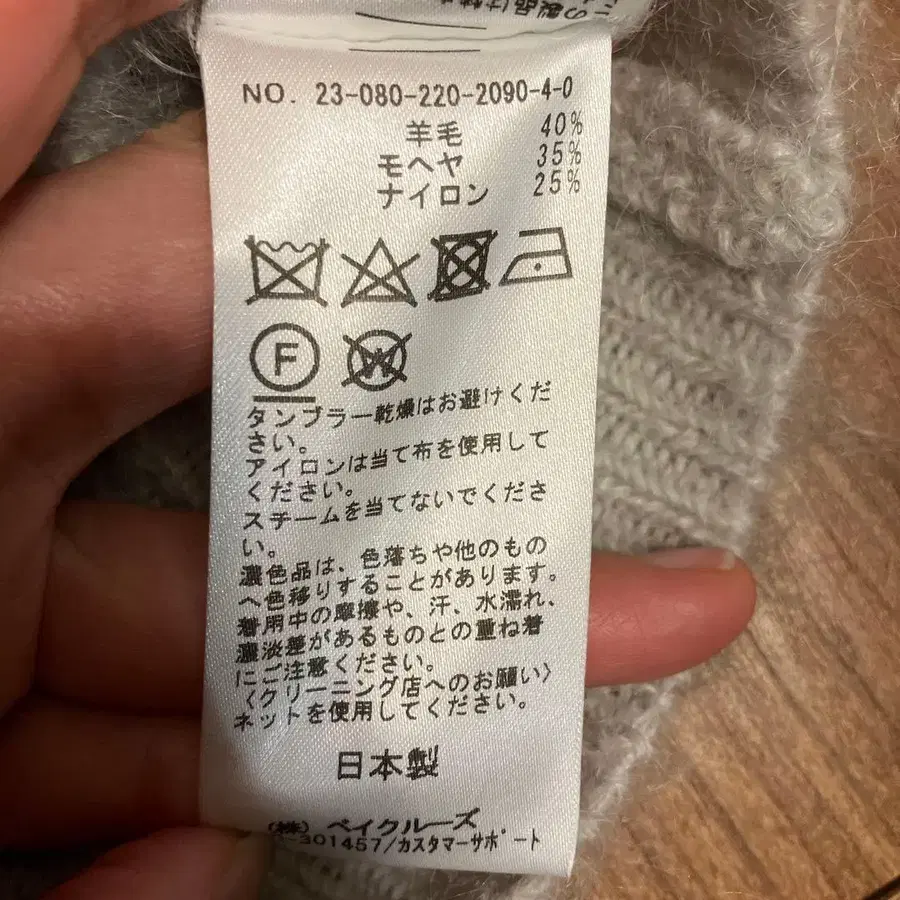 この製品は
NO. 23-080-220-2090-4-0
羊毛 40%
モヘヤ 35%
ナイロン 25%
F
W
タンブラー乾燥はお避けくだ
さい。
アイロンは当て布を使用して
ください。
スチームを当てないでくださ
い。
濃色品は、色落ちや他のもの
へ色移りすることがあります。
着用中の摩擦や、汗、水濡れ、
濃淡差があるものとの重ね着
にご注意ください。
〈クリーニング店へのお願い〉
ネットを使用してください。
日本製
(株) ベイクルーズ
-301457/カスタマーサポート